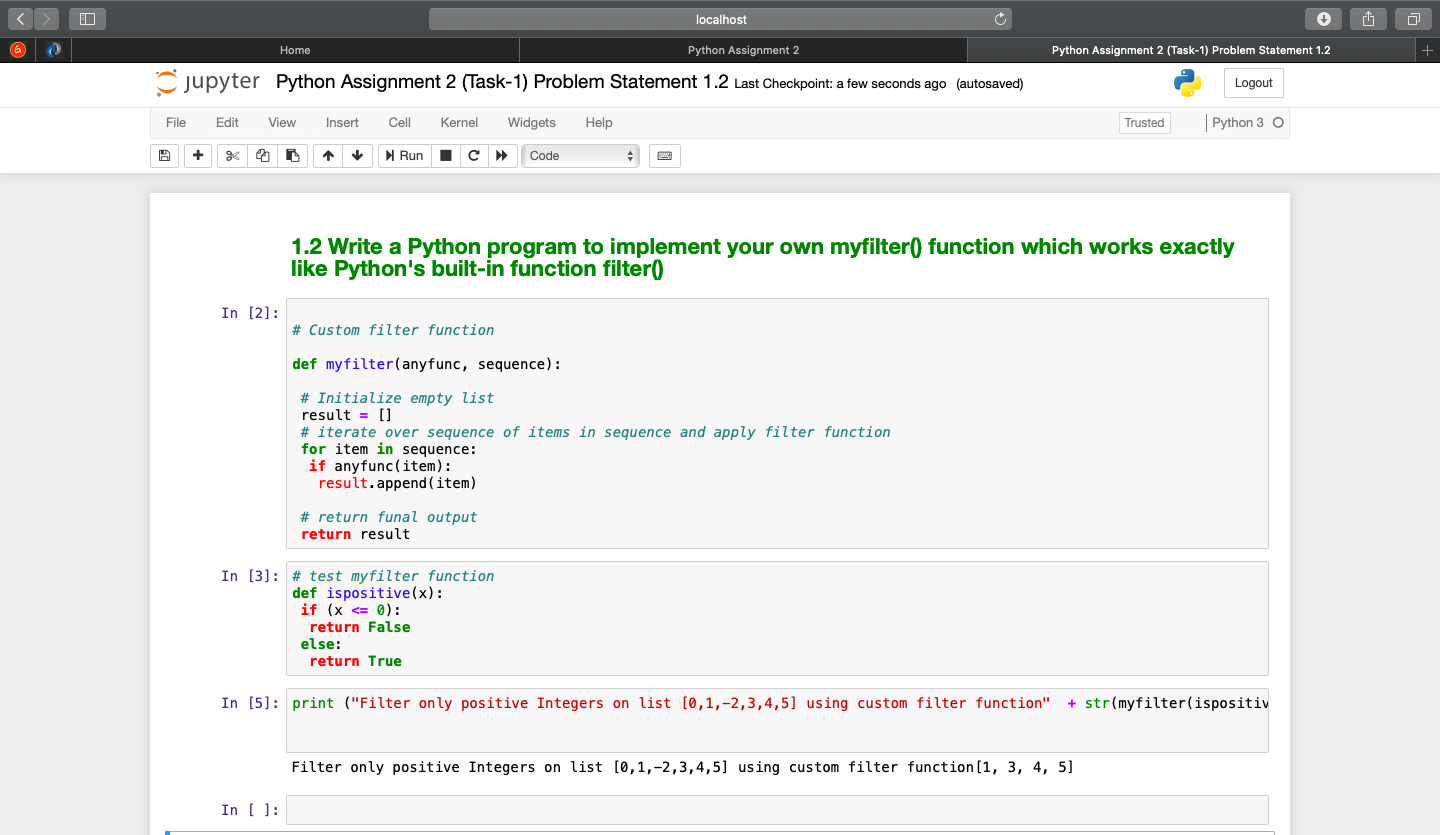 localhost
Home
Python Assignment 2
Python Assignment 2 (Task-1) Problem Statement 1.2
jupyter Python Assignment 2 (Task-1) Problem Statement 1.2 Last Checkpoint: a few seconds ago (autosaved)
Logout
File Edit View Insert Cell Kernel Widgets Help
Trusted
Python 3
Run
Code
1.2 Write a Python program to implement your own myfilter() function which works exactly
like Python's built-in function filter()
In [2]:
# Custom filter function
def myfilter(anyfunc, sequence):
# Initialize empty list
result = []
# iterate over sequence of items in sequence and apply filter function
for item in sequence:
if anyfunc(item):
result.append(item)
# return funal output
return result
In [3]:
# test myfilter function
def ispositive(x):
if (x <= 0):
return False
else:
return True
In [5]:
print ("Filter only positive Integers on list [0,1,-2,3,4,5] using custom filter function" + str(myfilter(ispositiv
Filter only positive Integers on list [0,1,-2,3,4,5] using custom filter function[1, 3, 4, 5]
In [ ]: